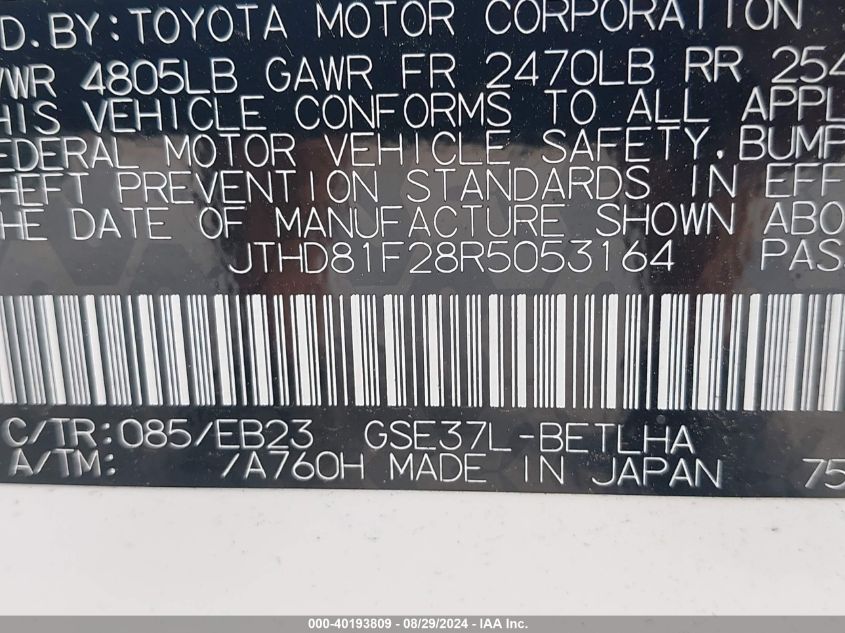 D. BY: TOYOTA MOTOR CORPORATION
WR 4805LB GAWR FR 2470LB RR 254
HIS VEHICLE CONFORMS TO ALL APPL
EDERAL MOTOR VEHICLE SAFETY, BUMP
HEFT PREVENTION STANDARDS IN EFF
HE DATE OF MANUFACTURE SHOWN ABO
JTHD81F28R5053164 PAS
C/TR: 085/EB23 GSE37L-BETLHA
A/TM: /A760H MADE IN JAPAN 75
000-40193809 - 08/29/2024 - IAA Inc.